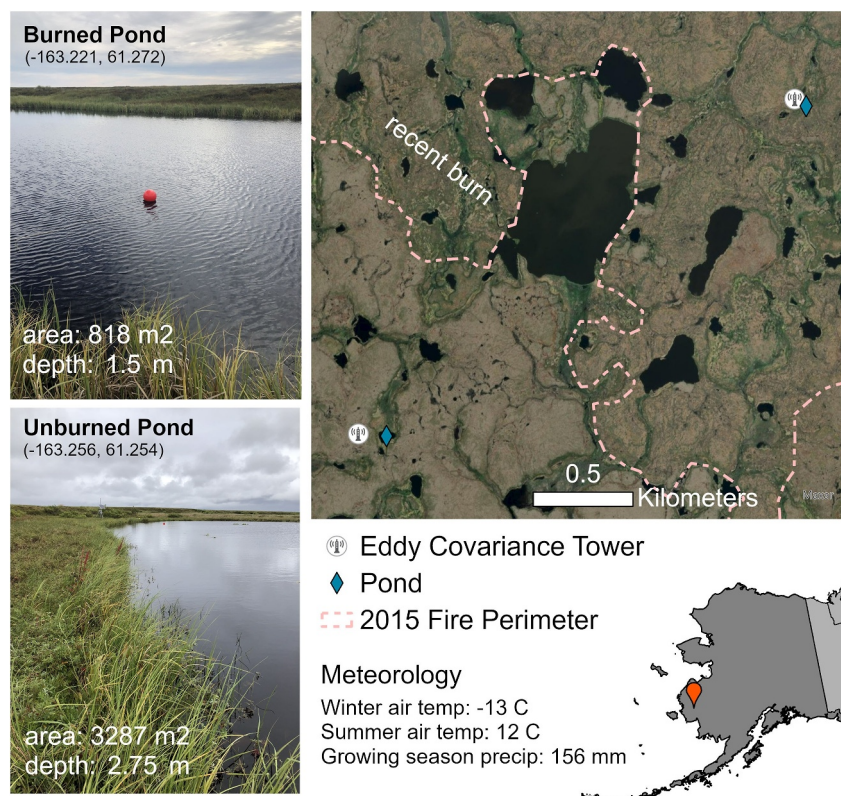 Burned Pond
(-163.221, 61.272)
area: 818 m2
depth: 1.5 m
Unburned Pond
(-163.256, 61.254)
area: 3287 m2
depth: 2.75 m
recent burn
0.5
Kilometers
Maxar
Eddy Covariance Tower
Pond
2015 Fire Perimeter
Meteorology
Winter air temp: -13 C
Summer air temp: 12 C
Growing season precip: 156 mm